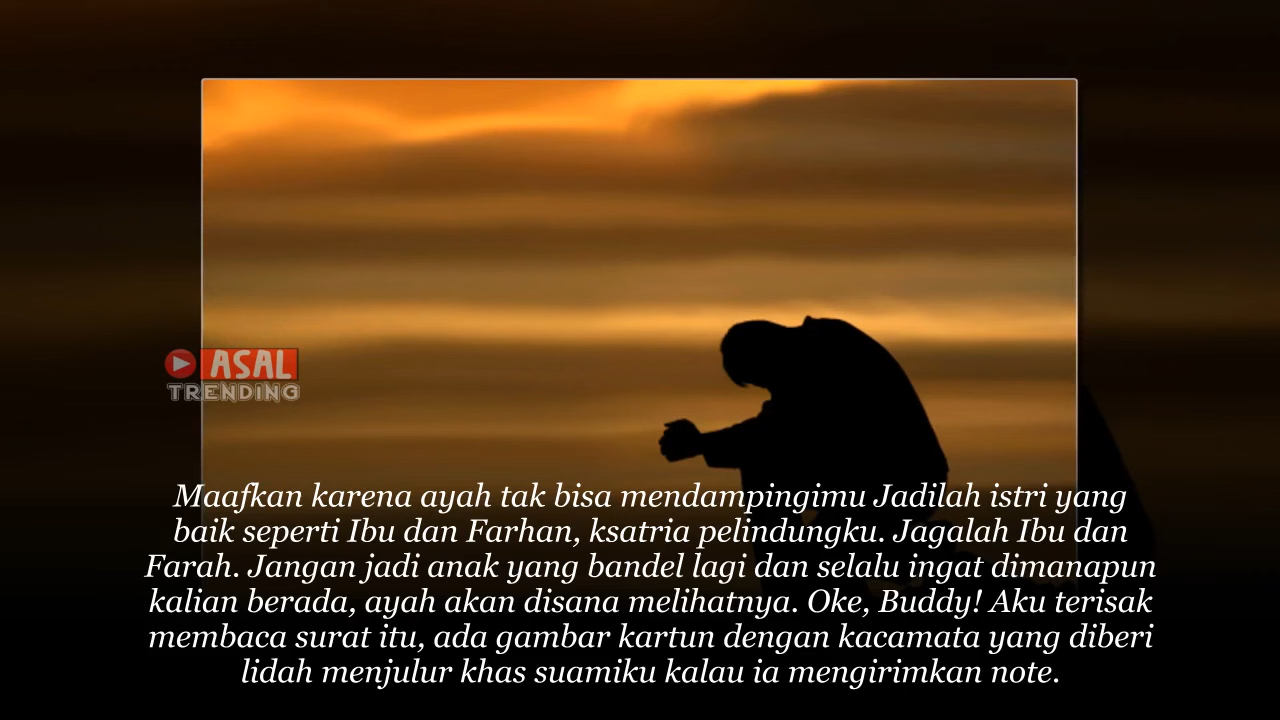 ASAL
TRENDING
Maafkan karena ayah tak bisa mendampingimu Jadilah istri yang
baik seperti Ibu dan Farhan, ksatria pelindungku. Jagalah Ibu dan
Farah. Jangan jadi anak yang bandel lagi dan selalu ingat dimanapun
kalian berada, ayah akan disana melihatnya. Oke, Buddy! Aku terisak
membaca surat itu, ada gambar kartun dengan kacamata yang diberi
lidah menjulur khas suamiku kalau ia mengirimkan note.